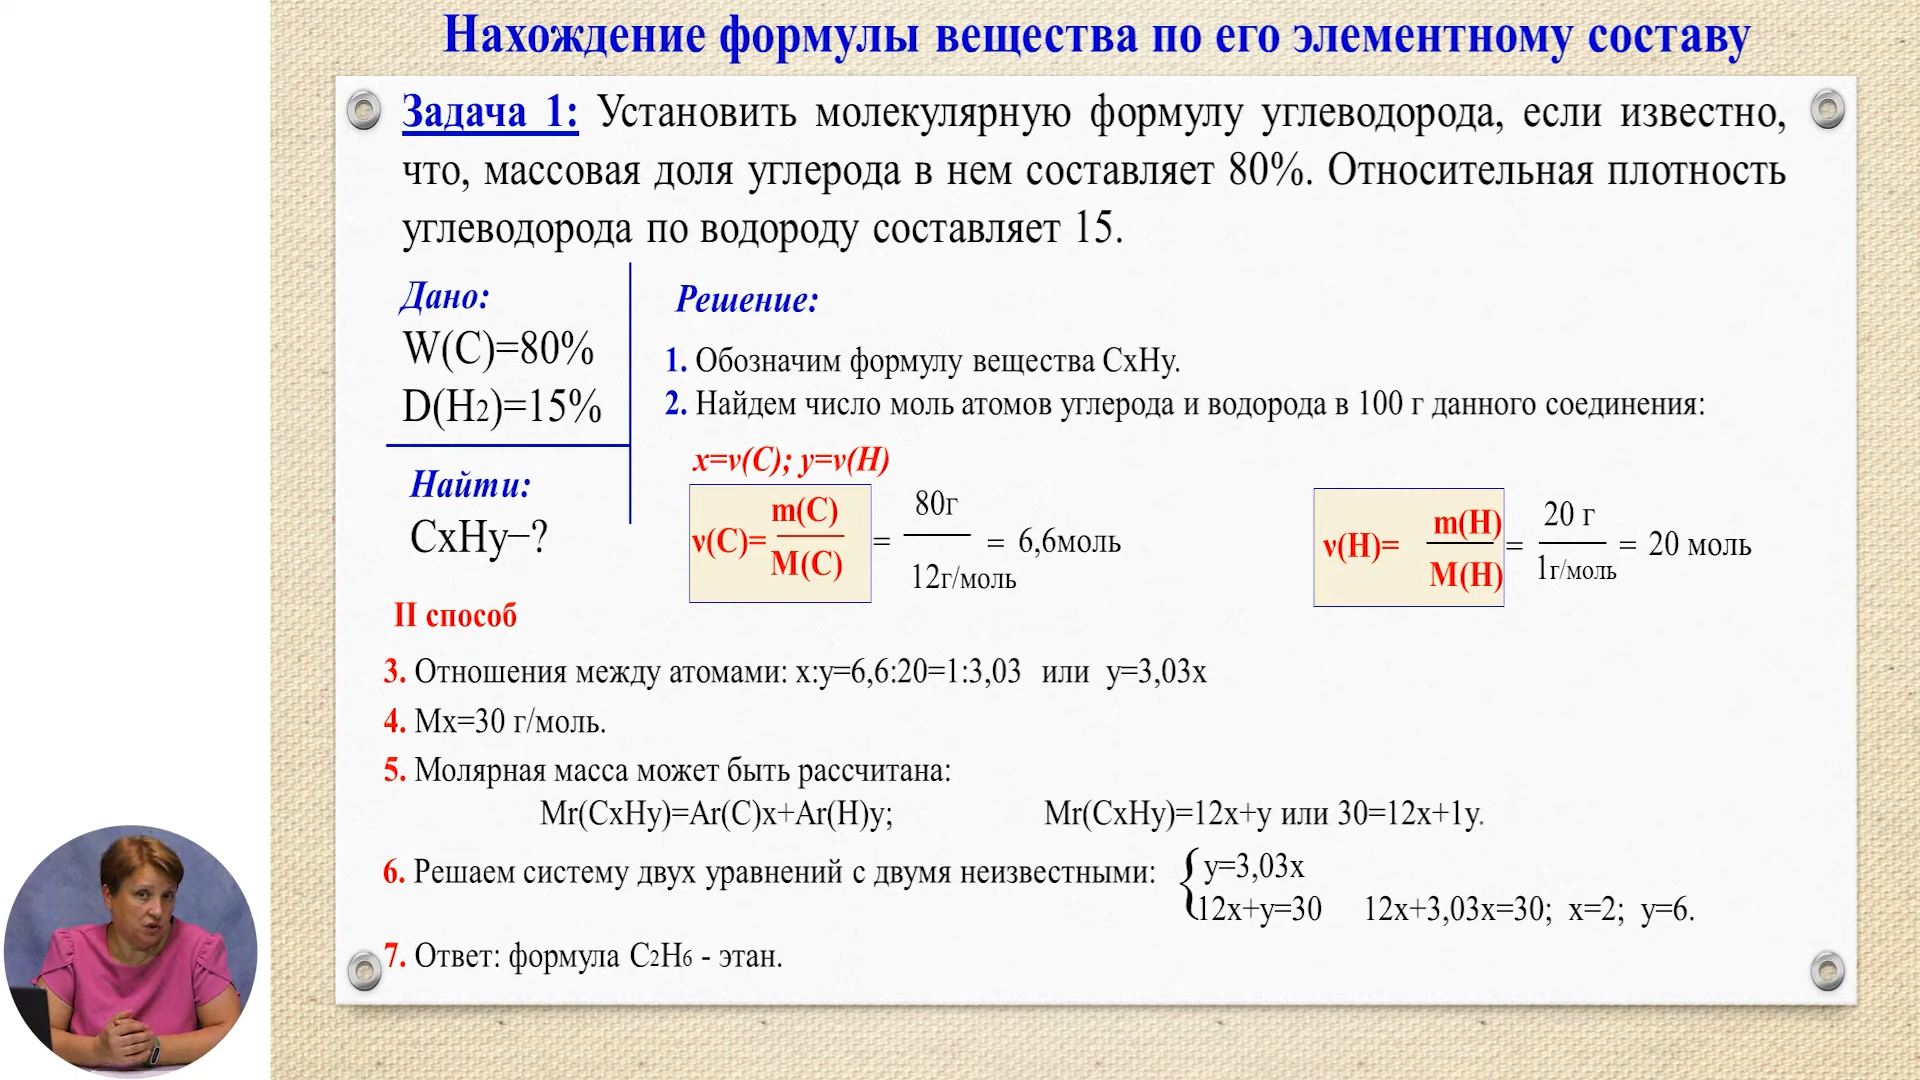 Нахождение формулы вещества по его элементному составу
Задача 1: Установить молекулярную формулу углеводорода, если известно,
что, массовая доля углерода в нем составляет 80%. Относительная плотность
углеводорода по водороду составляет 15.
Дано:
W(C)=80%
D(H2)=15%
Найти:
CxHy–?
Решение:
1. Обозначим формулу вещества CxHy.
2. Найдем число моль атомов углерода и водорода в 100 г данного соединения:
x=ν(C); y=ν(H)
ν(C)= m(C) / M(C) = 80г / 12г/моль = 6,6моль
ν(H)= m(H) / M(H) = 20 г / 1г/моль = 20 моль
II способ
3. Отношения между атомами: x:y=6,6:20=1:3,03 или y=3,03x
4. Mx=30 г/моль.
5. Молярная масса может быть рассчитана:
Mr(CxHy)=Ar(C)x+Ar(H)y; Mr(CxHy)=12x+y или 30=12x+1y.
6. Решаем систему двух уравнений с двумя неизвестными: { y=3,03x
12x+y=30 12x+3,03x=30; x=2; y=6.
7. Ответ: формула C2H6 - этан.